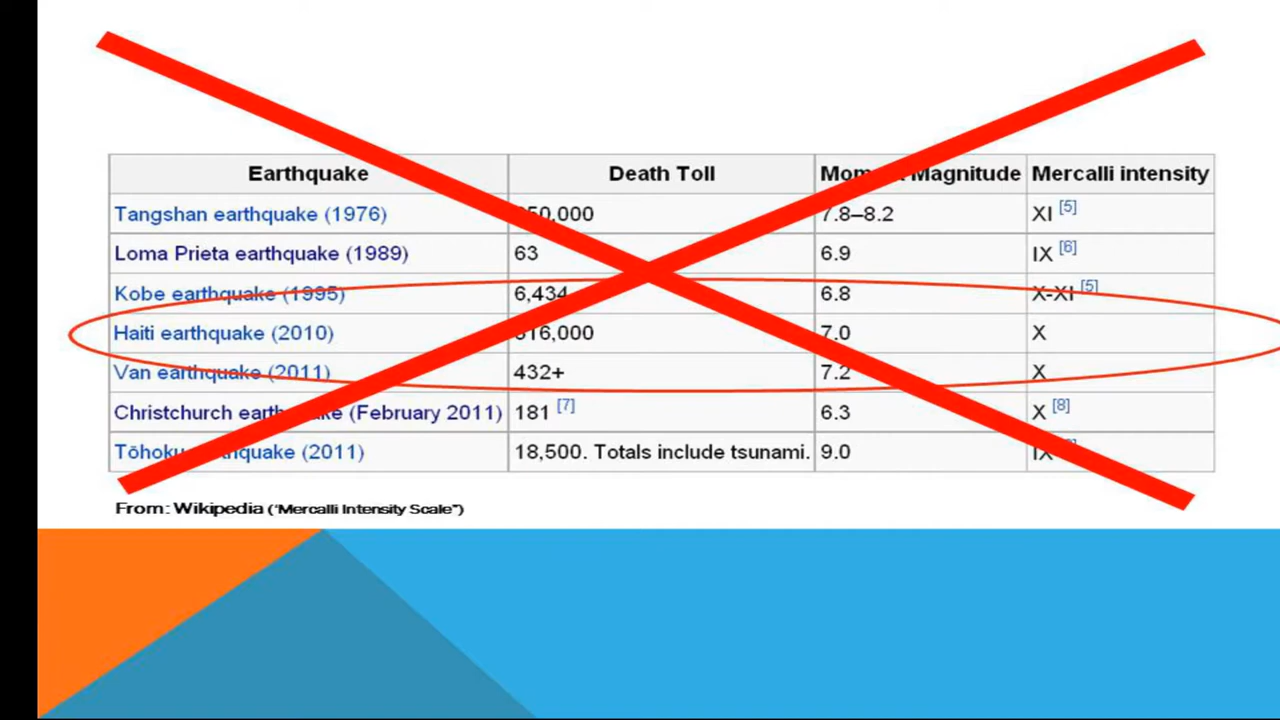 Earthquake Death Toll Magnitude Mercalli intensity
Tangshan earthquake (1976) 7.8–8.2 XI [5]
Loma Prieta earthquake (1989) 63 6.9 IX [6]
Kobe earthquake (1995) 6,434 6.8 X-XI [5]
Haiti earthquake (2010) 7.0 X
Van earthquake (2011) 432+ 7.2 X
Christchurch earthquake (February 2011) 181 [7] 6.3 X [8]
Tōhoku earthquake (2011) 18,500. Totals include tsunami. 9.0 IX
From: Wikipedia ("Mercalli Intensity Scale")